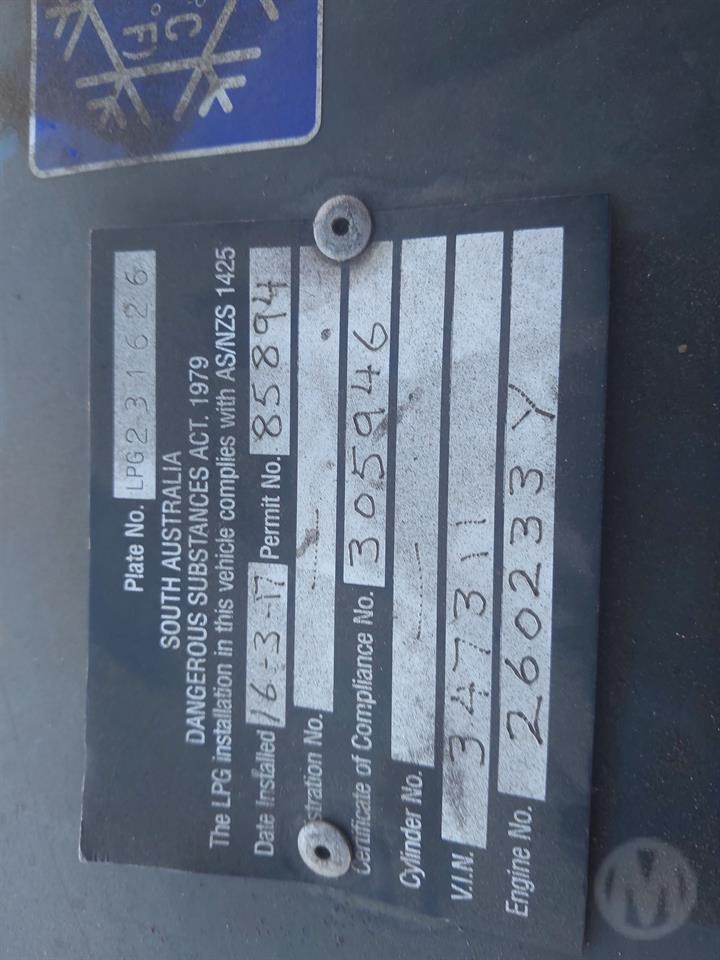 °C
°F)
Plate No. LPG231626
SOUTH AUSTRALIA
DANGEROUS SUBSTANCES ACT. 1979
The LPG installation in this vehicle complies with AS/NZS 1425
Date Installed 16-3-17 Permit No. 85894
stration No.
Certificate of Compliance No. 305946
Cylinder No.
V.I.N. 347311
Engine No. 260233Y
M